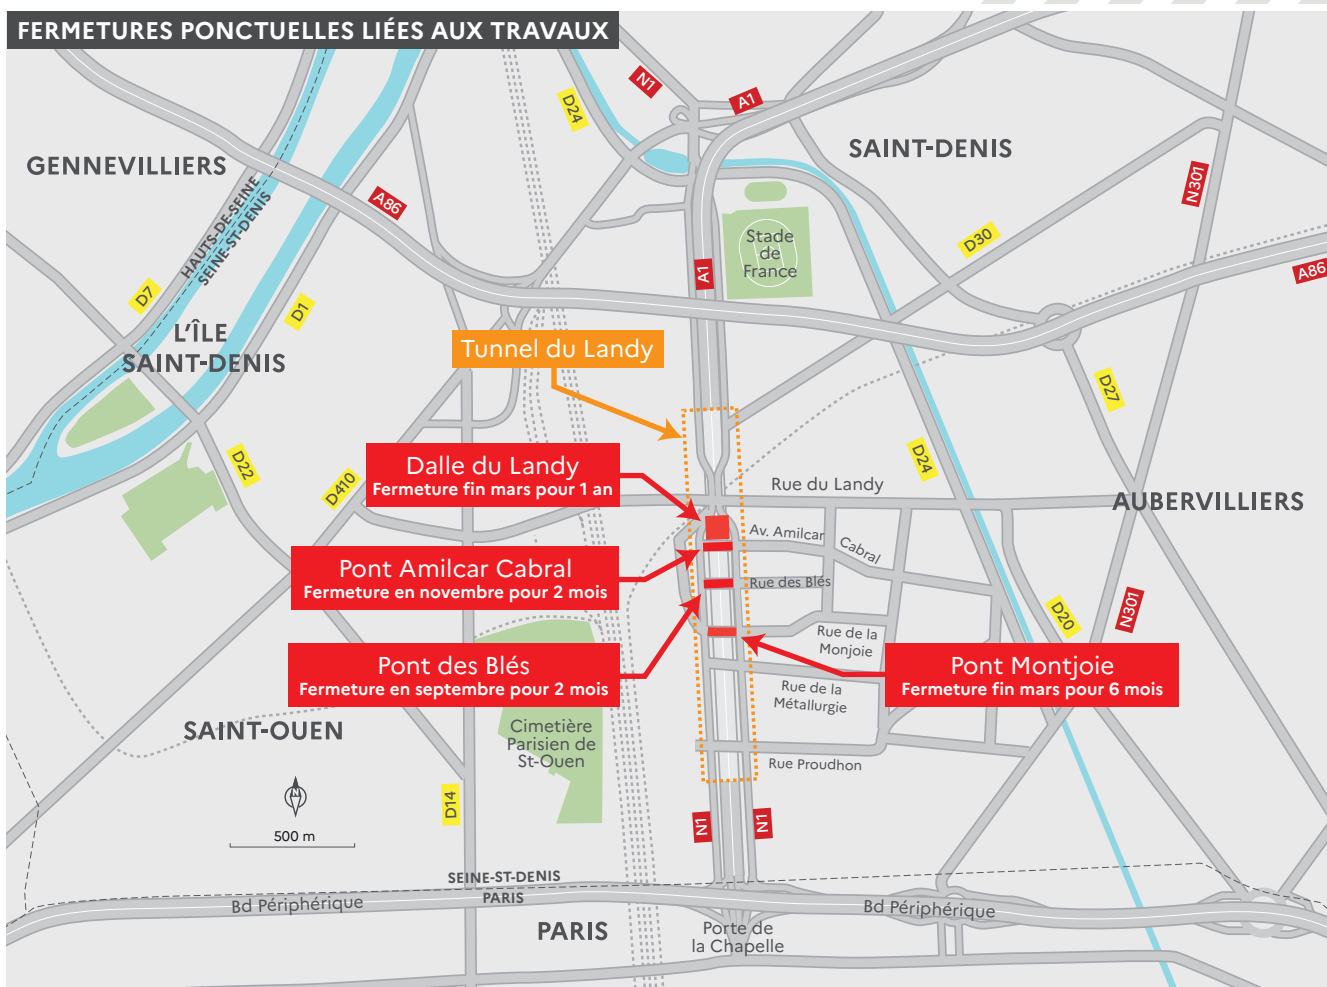 FERMETURES PONCTUELLES LIÉES AUX TRAVAUX
N1
A1
D24
SAINT-DENIS
GENNEVILLIERS
N301
A86
HAUTS-DE-SEINE
SEINE-ST-DENIS
D30
Stade
de
France
A1
A86
D7
D1
L'ÎLE
SAINT-DENIS
Tunnel du Landy
D27
D22
D410
D24
Dalle du Landy
Fermeture fin mars pour 1 an
Rue du Landy
AUBERVILLIERS
Av. Amilcar
Cabral
Pont Amilcar Cabral
Fermeture en novembre pour 2 mois
Rue des Blés
D20
N301
Rue de la
Monjoie
Pont des Blés
Fermeture en septembre pour 2 mois
Pont Montjoie
Fermeture fin mars pour 6 mois
Rue de la
Métallurgie
SAINT-OUEN
Cimetière
Parisien de
St-Ouen
Rue Proudhon
D14
N1
N1
500 m
SEINE-ST-DENIS
PARIS
Bd Périphérique
Bd Périphérique
PARIS
Porte de
la Chapelle